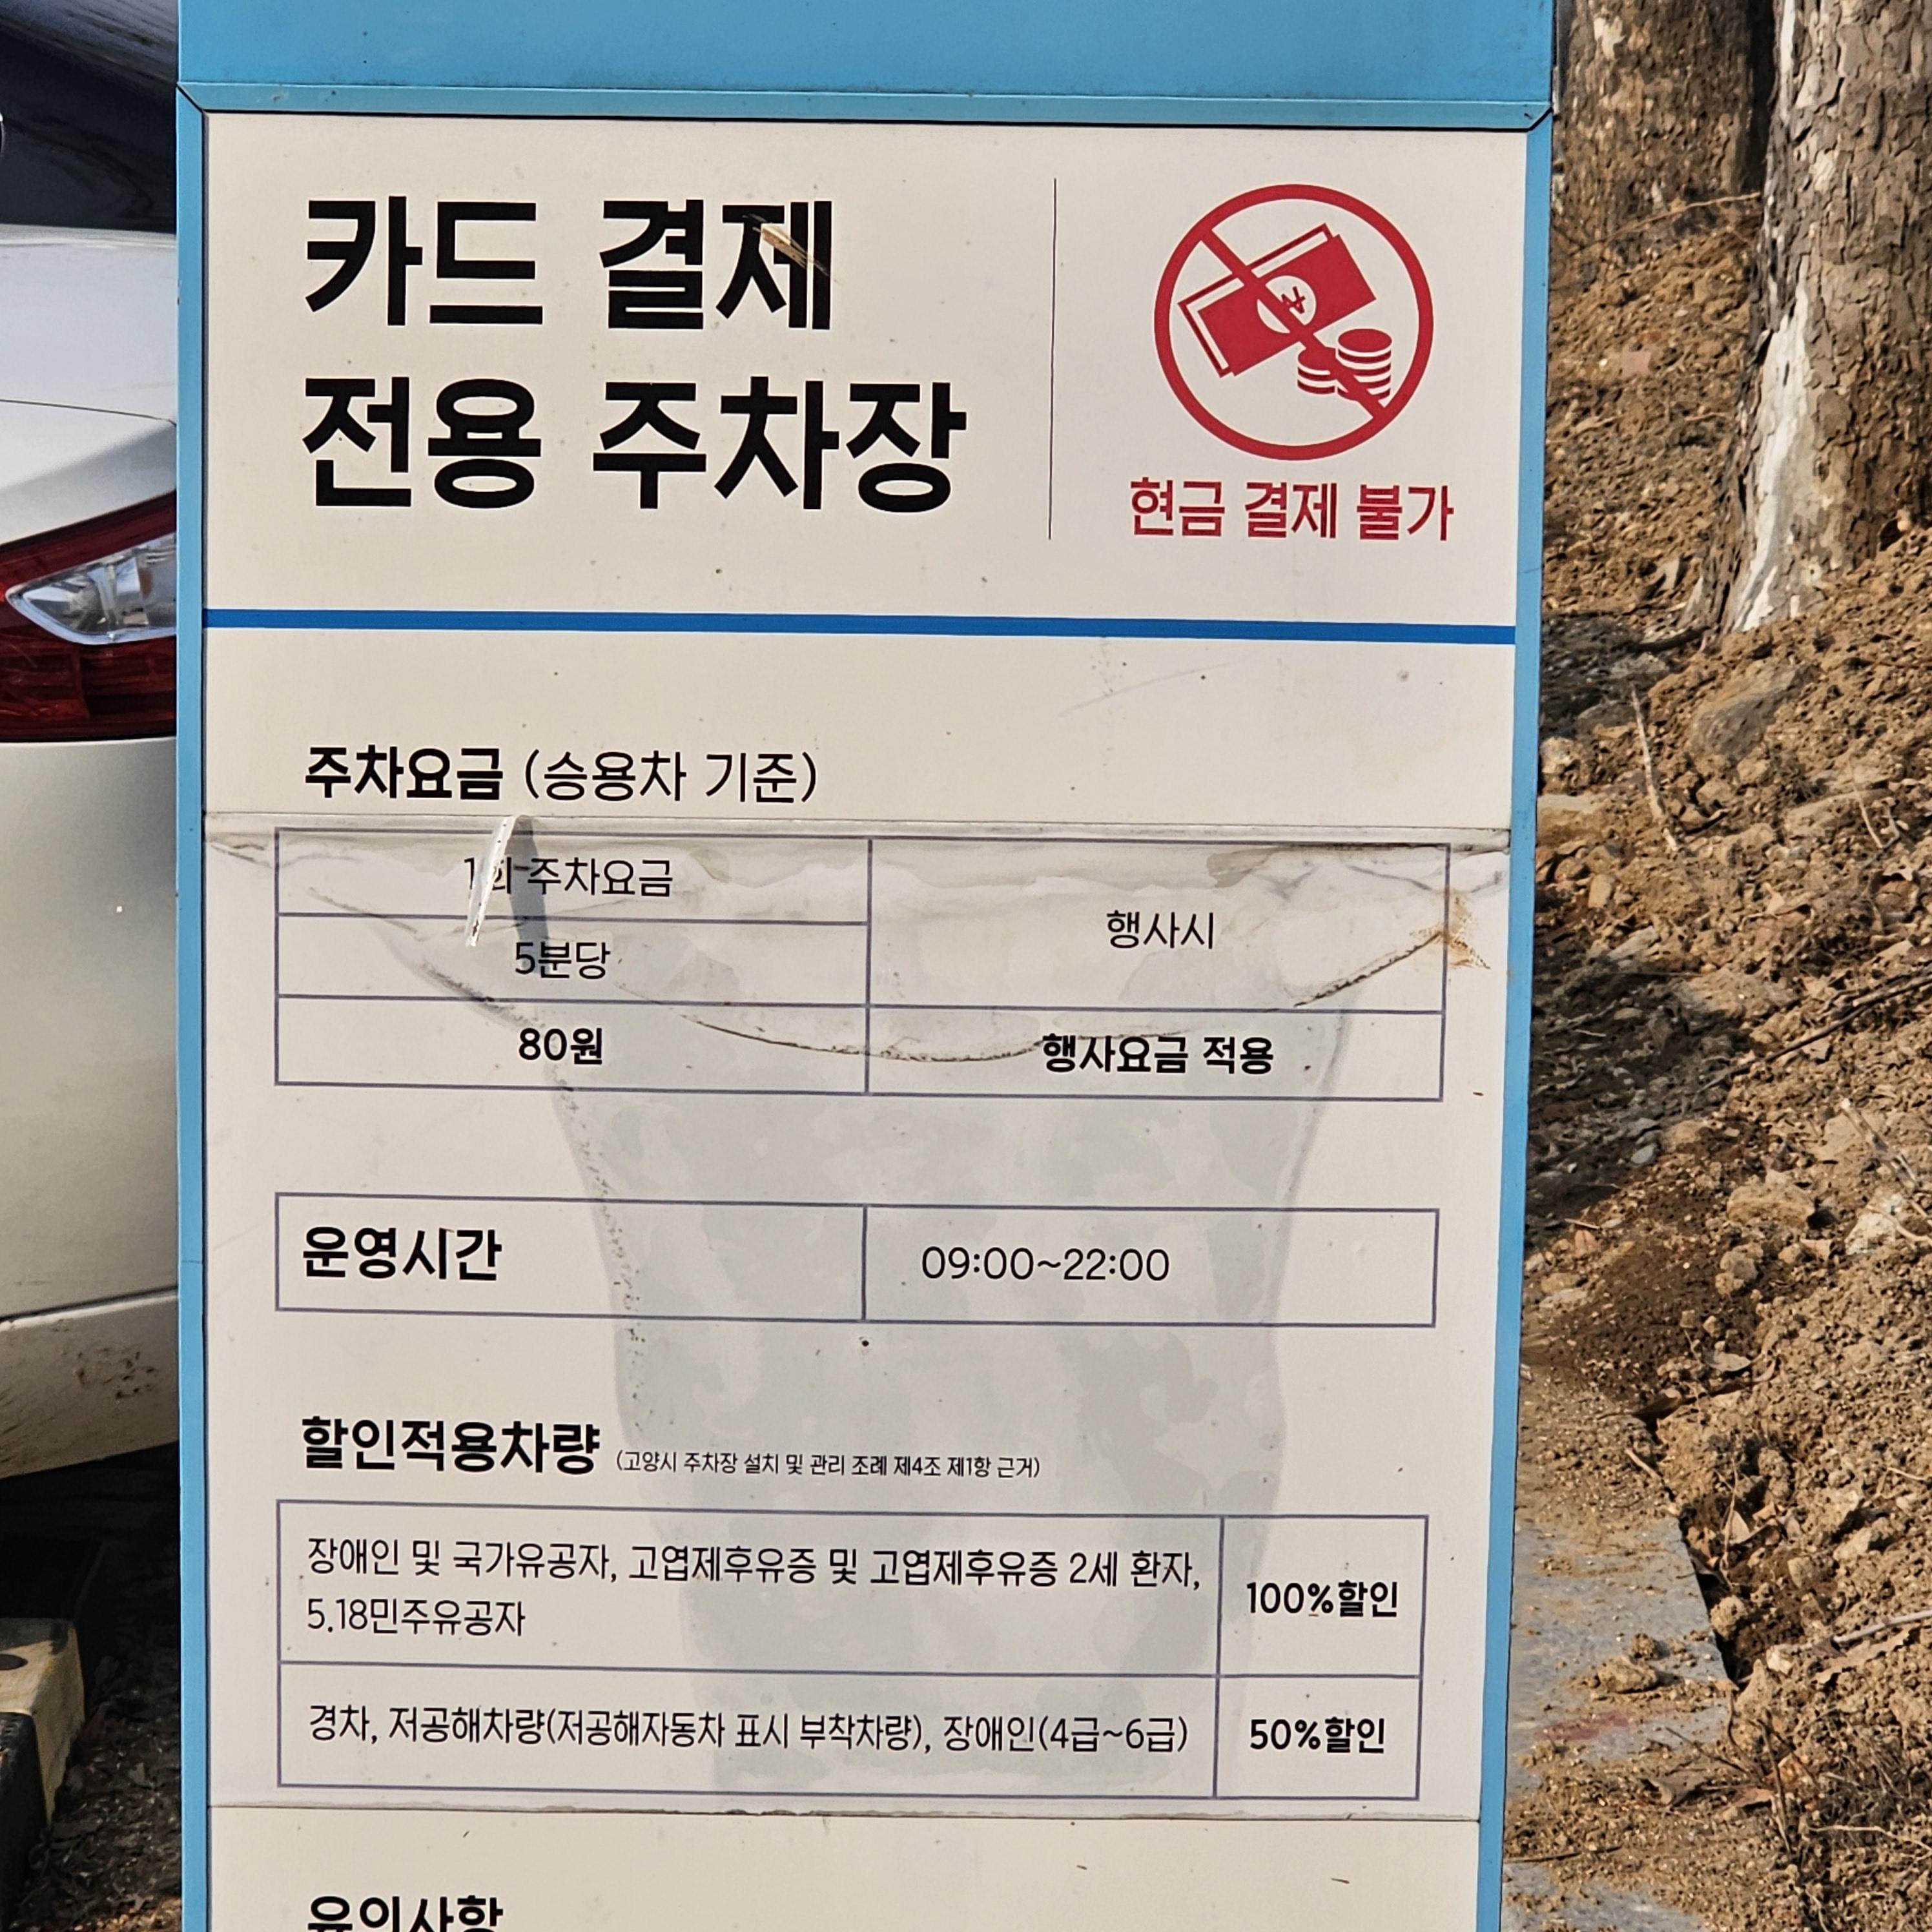 카드 결제
전용 주차장
현금 결제 불가
주차요금 (승용차 기준)
1회 주차요금
행사시
5분당
80원
행사요금 적용
운영시간
09:00~22:00
할인적용차량 (고양시 주차장 설치 및 관리 조례 제4조 제1항 근거)
장애인 및 국가유공자, 고엽제후유증 및 고엽제후유증 2세 환자,
5.18민주유공자
100%할인
경차, 저공해차량(저공해자동차 표시 부착차량), 장애인(4급~6급)
50%할인
유의사항